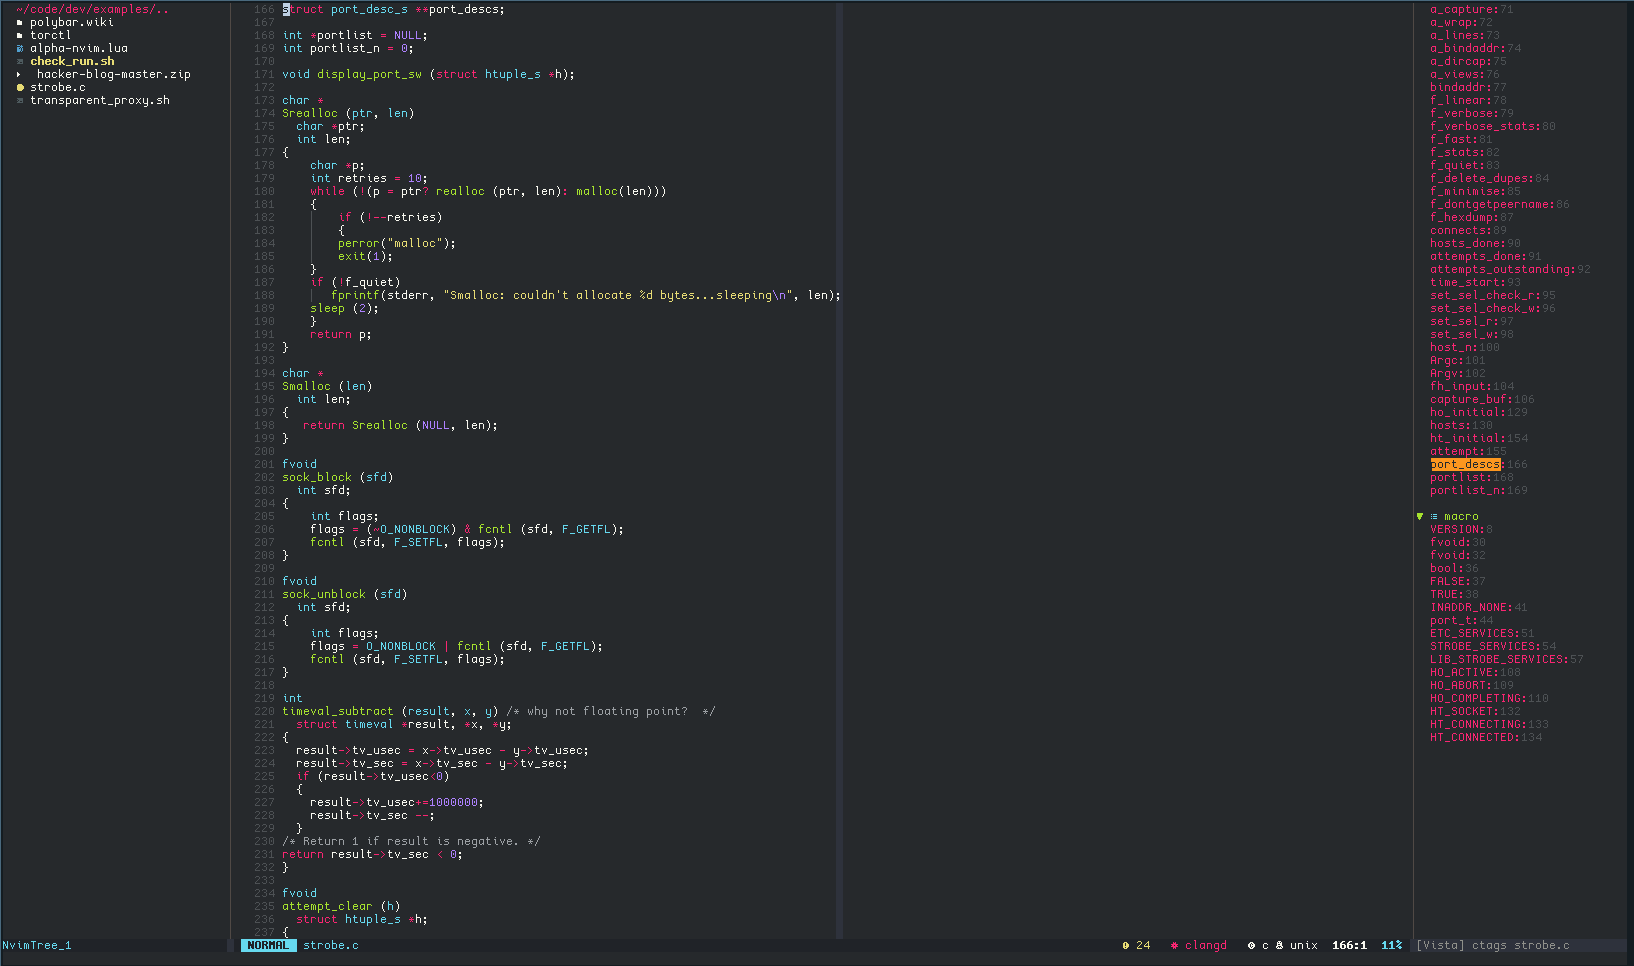 ~/code/dev/examples/..
polybar.wiki
torctl
alpha-nvim.lua
check_run.sh
hacker-blog-master.zip
strobe.c
transparent_proxy.sh
NvimTree_1
166 struct port_desc_s **port_descs;
167
168 int *portlist = NULL;
169 int portlist_n = 0;
170
171 void display_port_sw (struct htuple_s *h);
172
173 char *
174 Srealloc (ptr, len)
175 char *ptr;
176 int len;
177 {
178 char *p;
179 int retries = 10;
180 while (!(p = ptr? realloc (ptr, len): malloc(len)))
181 {
182 if (!--retries)
183 {
184 perror("malloc");
185 exit(1);
186 }
187 if (!f_quiet)
188 fprintf(stderr, "Smalloc: couldn't allocate %d bytes...sleeping\n", len);
189 sleep (2);
190 }
191 return p;
192 }
193
194 char *
195 Smalloc (len)
196 int len;
197 {
198 return Srealloc (NULL, len);
199 }
200
201 fvoid
202 sock_block (sfd)
203 int sfd;
204 {
205 int flags;
206 flags = (~O_NONBLOCK) & fcntl (sfd, F_GETFL);
207 fcntl (sfd, F_SETFL, flags);
208 }
209
210 fvoid
211 sock_unblock (sfd)
212 int sfd;
213 {
214 int flags;
215 flags = O_NONBLOCK | fcntl (sfd, F_GETFL);
216 fcntl (sfd, F_SETFL, flags);
217 }
218
219 int
220 timeval_subtract (result, x, y) /* why not floating point? */
221 struct timeval *result, *x, *y;
222 {
223 result->tv_usec = x->tv_usec - y->tv_usec;
224 result->tv_sec = x->tv_sec - y->tv_sec;
225 if (result->tv_usec<0)
226 {
227 result->tv_usec+=1000000;
228 result->tv_sec --;
229 }
230 /* Return 1 if result is negative. */
231 return result->tv_sec < 0;
232 }
233
234 fvoid
235 attempt_clear (h)
236 struct htuple_s *h;
237 {
NORMAL strobe.c 24 clangd c unix 166:1 11%
a_capture:71
a_wrap:72
a_lines:73
a_bindaddr:74
a_dircap:75
a_views:76
bindaddr:77
f_linear:78
f_verbose:79
f_verbose_stats:80
f_fast:81
f_stats:82
f_quiet:83
f_delete_dupes:84
f_minimise:85
f_dontgetpeername:86
f_hexdump:87
connects:89
hosts_done:90
attempts_done:91
attempts_outstanding:92
time_start:93
set_sel_check_r:95
set_sel_check_w:96
set_sel_r:97
set_sel_w:98
host_n:100
Argc:101
Argv:102
fh_input:104
capture_buf:106
ho_initial:129
hosts:130
ht_initial:154
attempt:155
port_descs:166
portlist:168
portlist_n:169
macro
VERSION:8
fvoid:30
fvoid:32
bool:36
FALSE:37
TRUE:38
INADDR_NONE:41
port_t:44
ETC_SERVICES:51
STROBE_SERVICES:54
LIB_STROBE_SERVICES:57
HO_ACTIVE:108
HO_ABORT:109
HO_COMPLETING:110
HT_SOCKET:132
HT_CONNECTING:133
HT_CONNECTED:134
[Vista] ctags strobe.c